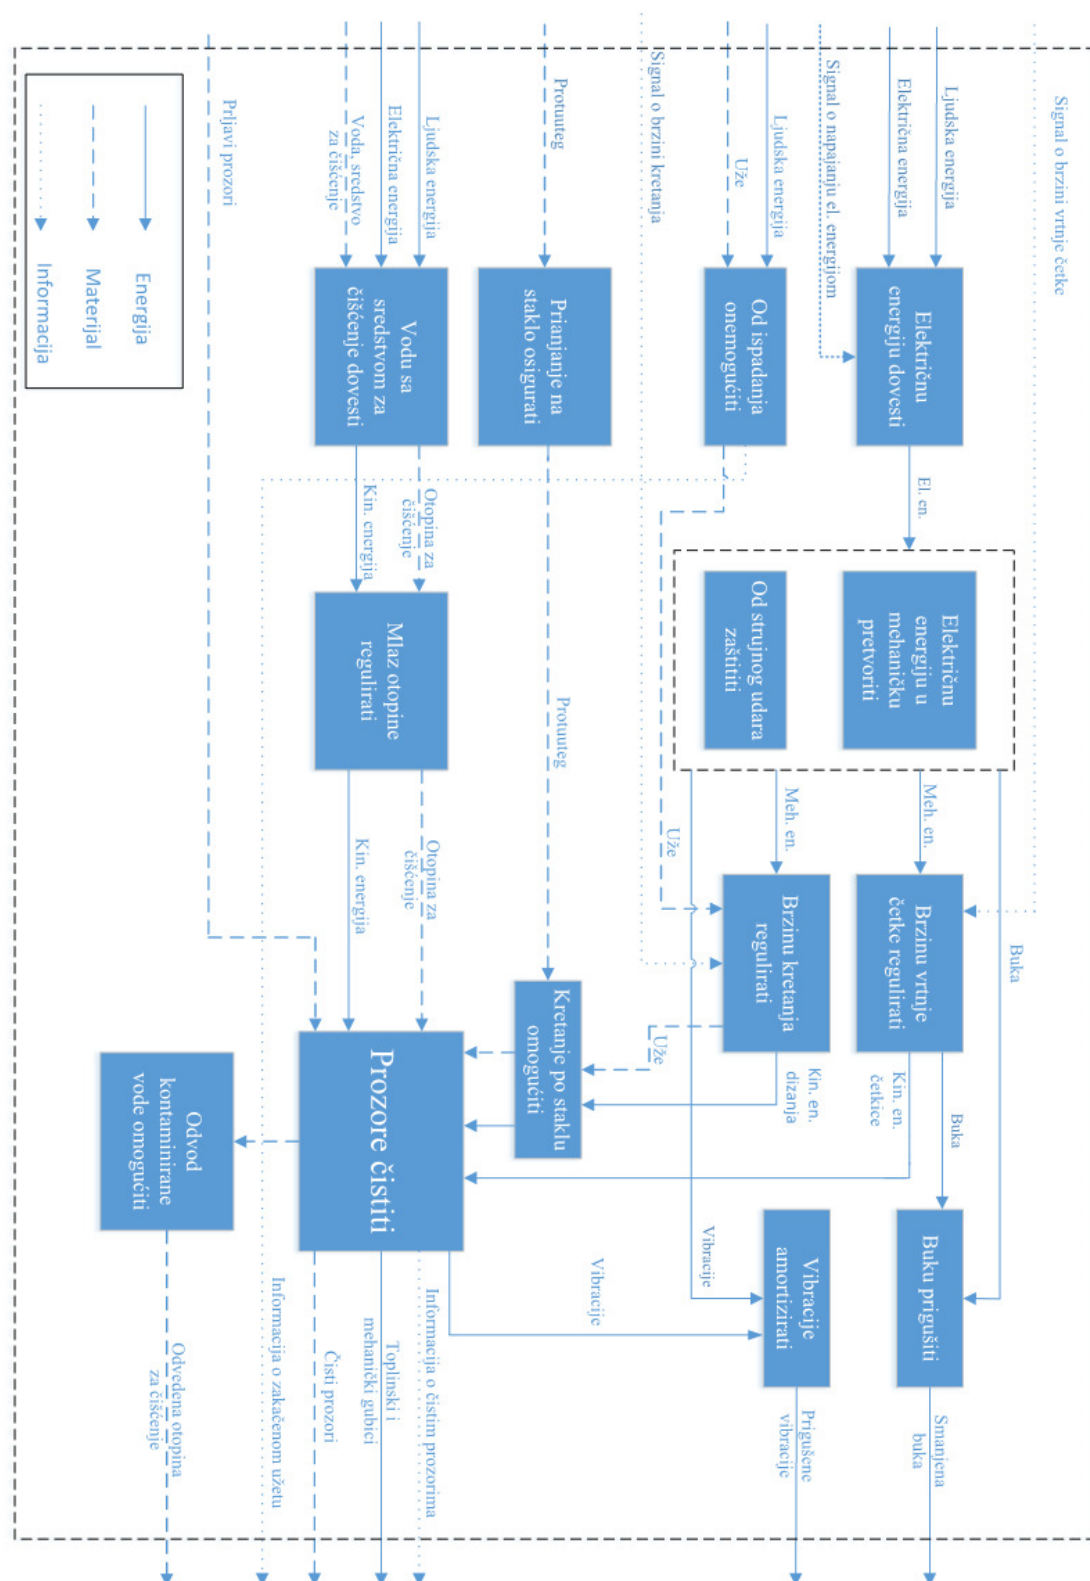 Signal o brzini vrtnje četke
Ljudska energija
Električna energija
Signal o napajanju el. energijom
Ljudska energija
Uže
Signal o brzini kretanja
Protuuteg
Ljudska energija
Električna energija
Voda, sredstvo
za čišćenje
Prljavi prozori
Električnu
energiju dovesti
Od ispadanja
onemogućiti
Prianjanje na
staklo osigurati
Vodu sa
sredstvom za
čišćenje dovesti
El. en.
Otopina za
čišćenje
Kin. energija
Električnu
energiju u
mehaničku
pretvoriti
Od strujnog udara
zaštititi
Mlaz otopine
regulirati
Protuuteg
Meh. en.
Meh. en.
Uže
Otopina za
čišćenje
Kin. energija
Buka
Brzinu vrtnje
četke regulirati
Brzinu kretanja
regulirati
Kretanje po staklu
omogućiti
Uže
Buka
Kin. en.
četkice
Kin. en.
dizanja
Prozore čistiti
Odvod
kontaminirane
vode omogućiti
Buku prigušiti
Vibracije
amortizirati
Vibracije
Vibracije
Smanjena
buka
Prigušene
vibracije
Informacija o čistim prozorima
Toplinski i
mehanički gubici
Čisti prozori
Informacija o zakačenom užetu
Odvedena otopina
za čišćenje
Energija
Materijal
Informacija